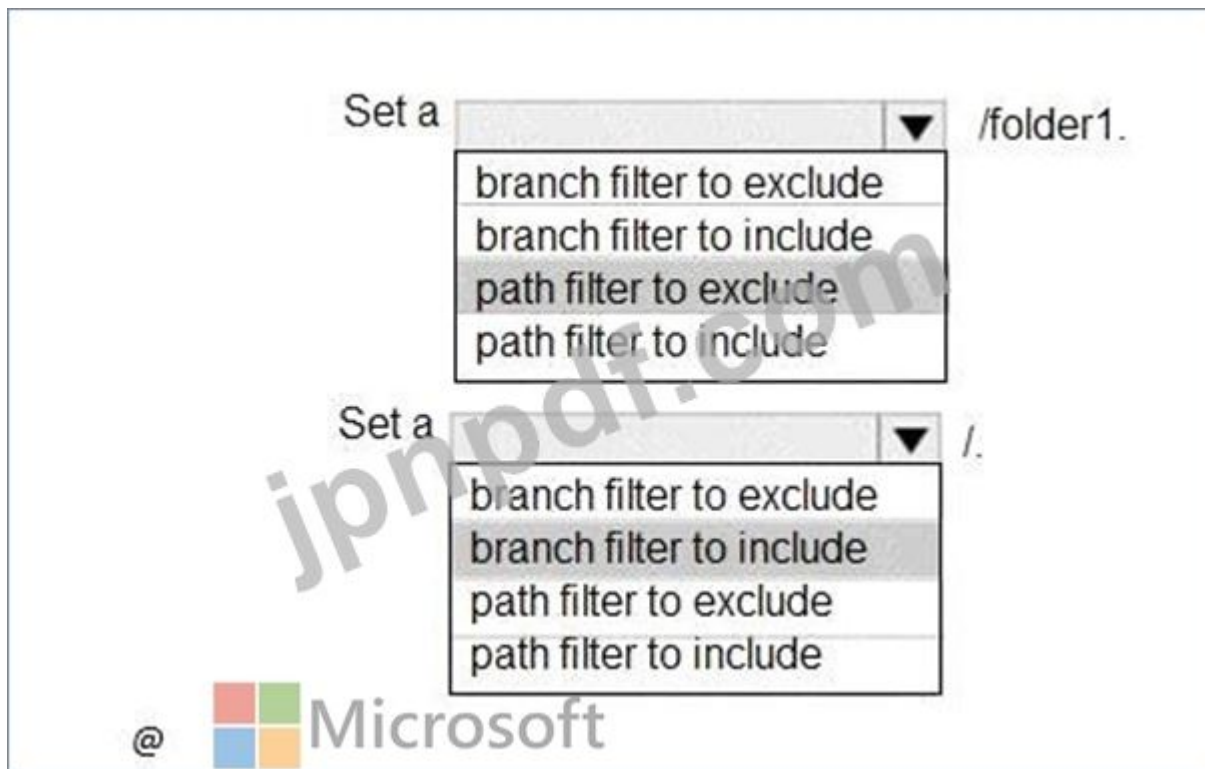 Set a /folder1.
branch filter to exclude
branch filter to include
path filter to exclude
path filter to include
Set a /.
branch filter to exclude
branch filter to include
path filter to exclude
path filter to include
jpnpdf.com
@ Microsoft